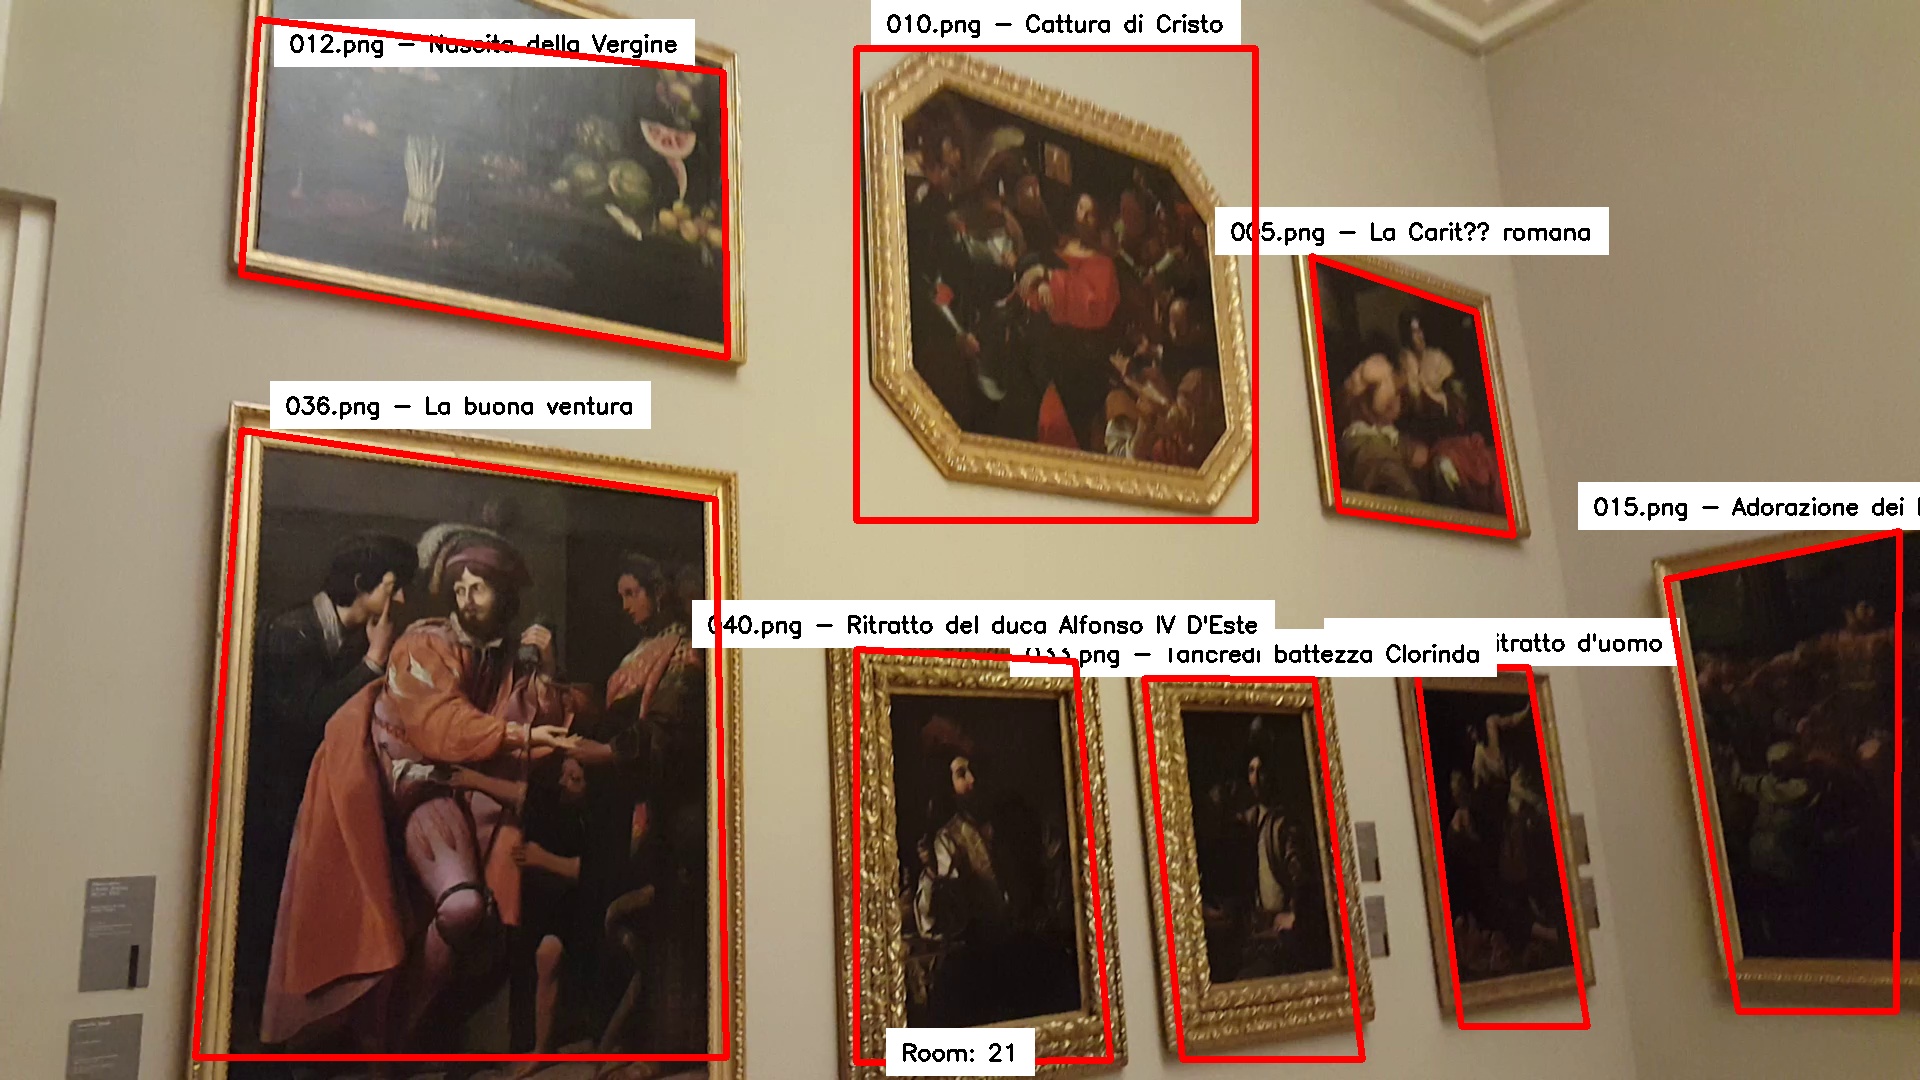 012.png - Nascita della Vergine
010.png - Cattura di Cristo
005.png - La Carit?? romana
036.png - La buona ventura
015.png - Adorazione dei
040.png - Ritratto del duca Alfonso IV D'Este
033.png - Tancredi battezza Clorinda
itratto d'uomo
Room: 21